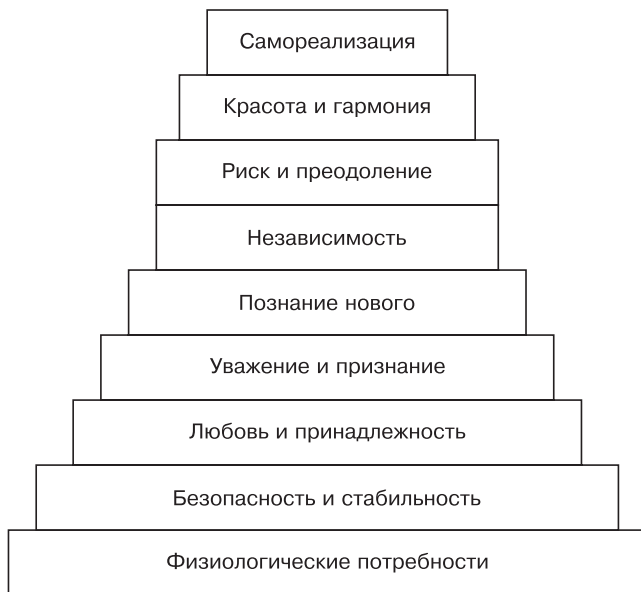 Самореализация
Красота и гармония
Риск и преодоление
Независимость
Познание нового
Уважение и признание
Любовь и принадлежность
Безопасность и стабильность
Физиологические потребности